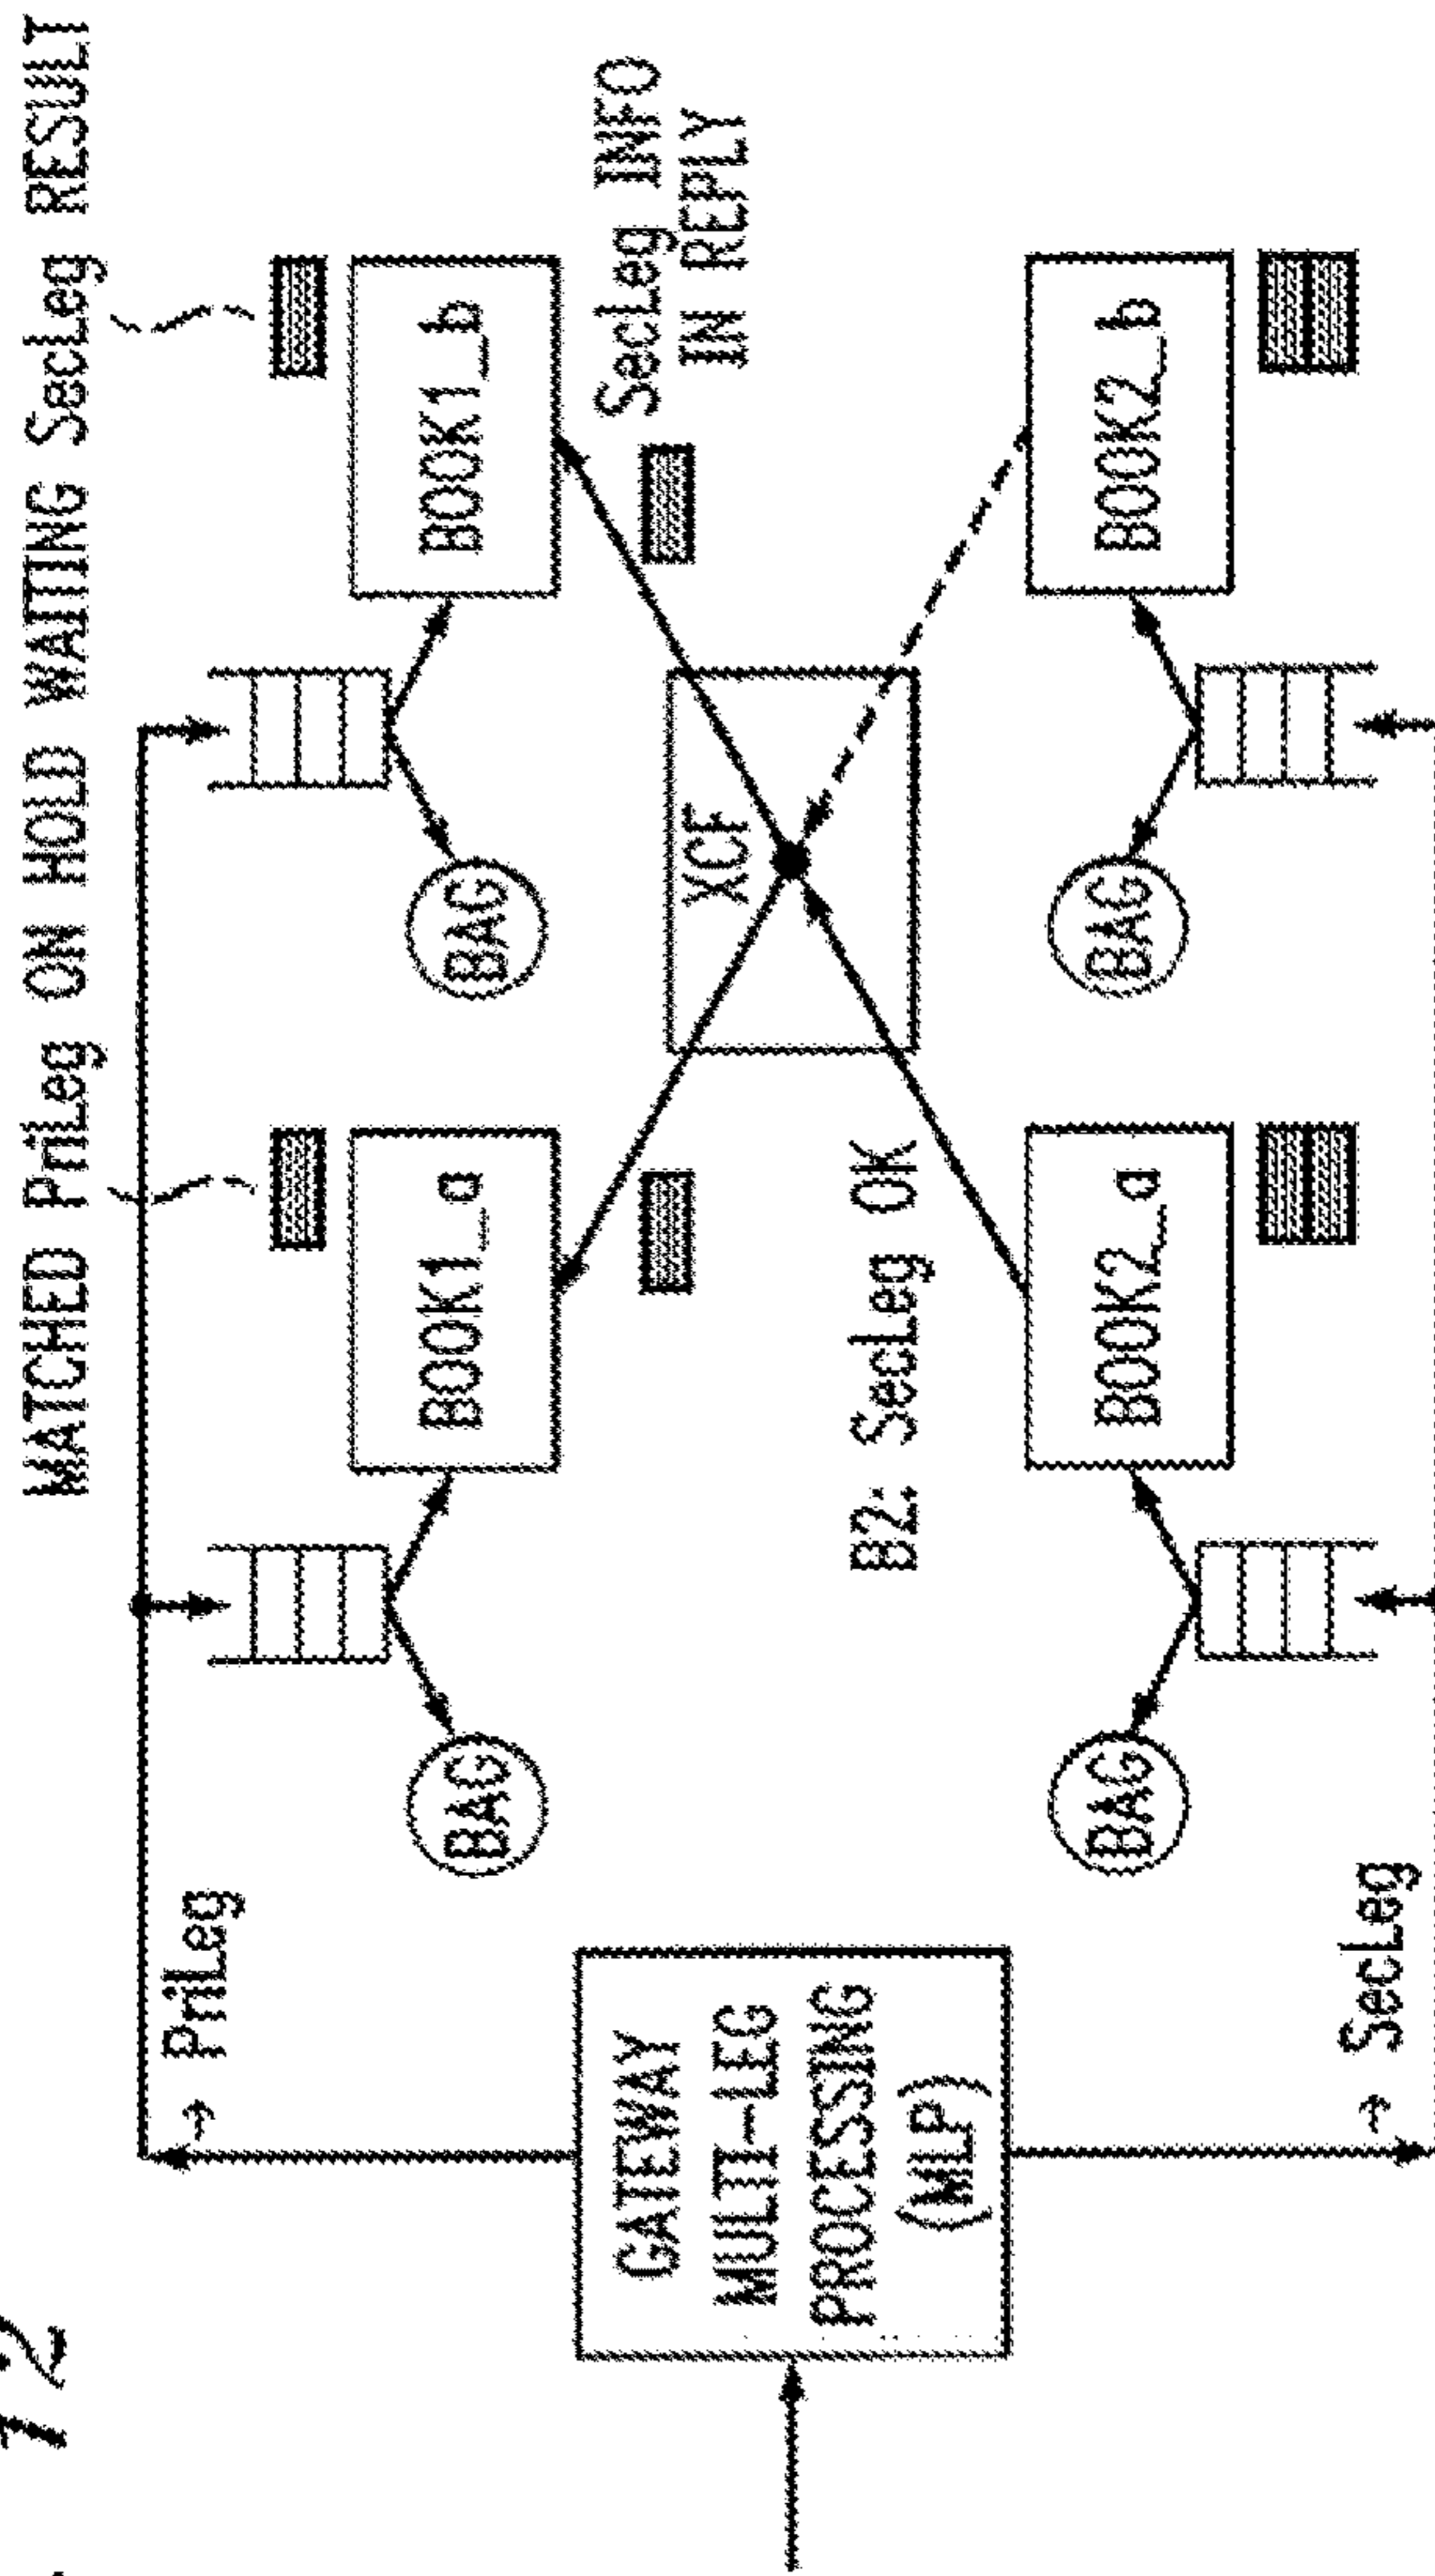 12
MATCHED PriLeg ON HOLD WAITING SecLeg RESULT
PriLeg
BOOK1_a
BOOK1_b
BAG
BAG
SecLeg INFO
IN REPLY
GATEWAY
MULTI-LEG
PROCESSING
(MLP)
XCF
B2: SecLeg OK
BAG
BAG
BOOK2_a
BOOK2_b
SecLeg